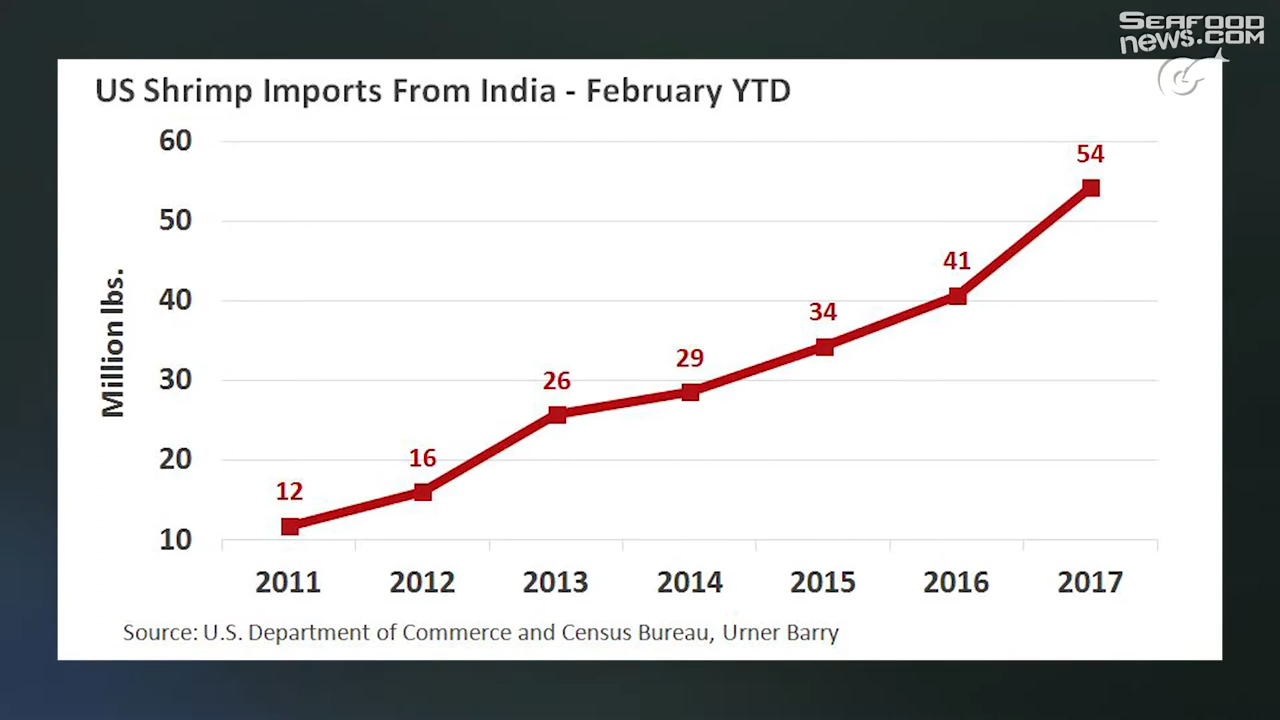 SEAFOOD
NEWS.COM
US Shrimp Imports From India - February YTD
60
50
40
30
20
10
Million lbs.
12
16
26
29
34
41
54
2011 2012 2013 2014 2015 2016 2017
Source: U.S. Department of Commerce and Census Bureau, Urner Barry